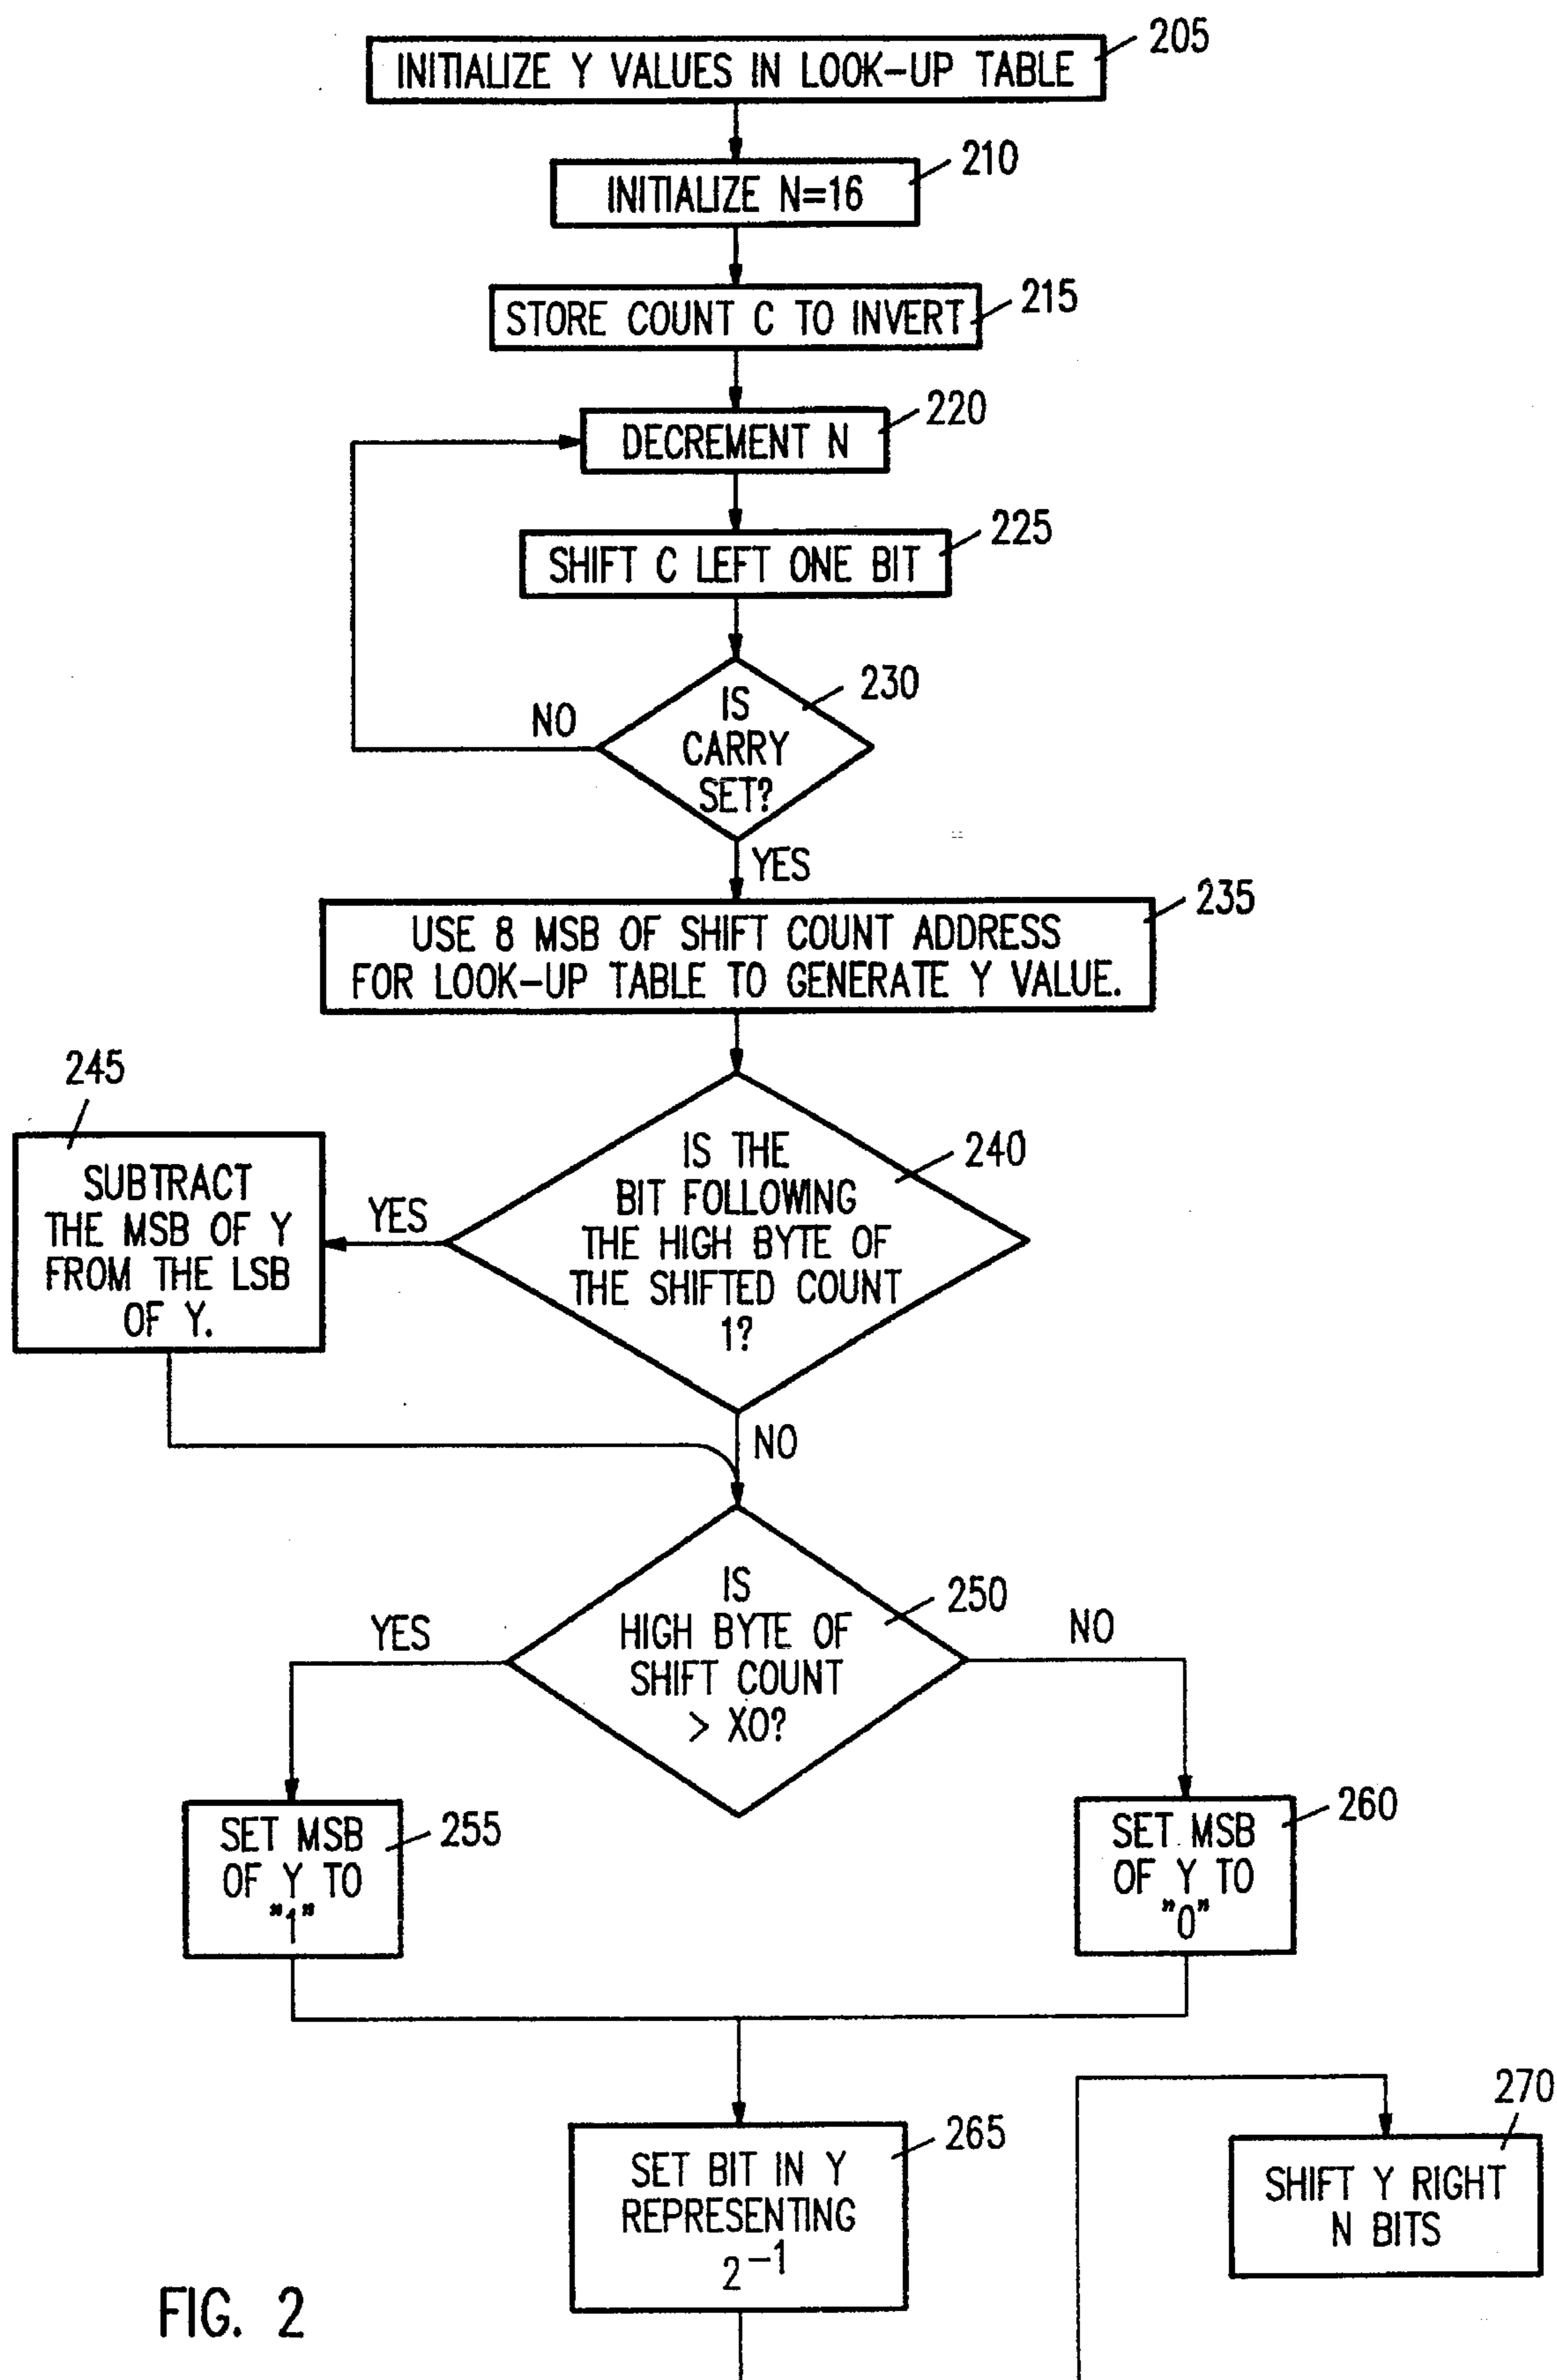 205
INITIALIZE Y VALUES IN LOOK-UP TABLE
210
INITIALIZE N=16
215
STORE COUNT C TO INVERT
220
DECREMENT N
225
SHIFT C LEFT ONE BIT
230
IS
CARRY
SET?
NO
YES
235
USE 8 MSB OF SHIFT COUNT ADDRESS
FOR LOOK-UP TABLE TO GENERATE Y VALUE.
240
IS THE
BIT FOLLOWING
THE HIGH BYTE OF
THE SHIFTED COUNT
1?
YES
245
SUBTRACT
THE MSB OF Y
FROM THE LSB
OF Y.
NO
250
IS
HIGH BYTE OF
SHIFT COUNT
> X0?
YES
NO
255
SET MSB
OF Y TO
"1"
260
SET MSB
OF Y TO
"0"
265
SET BIT IN Y
REPRESENTING
2⁻¹
270
SHIFT Y RIGHT
N BITS
FIG. 2